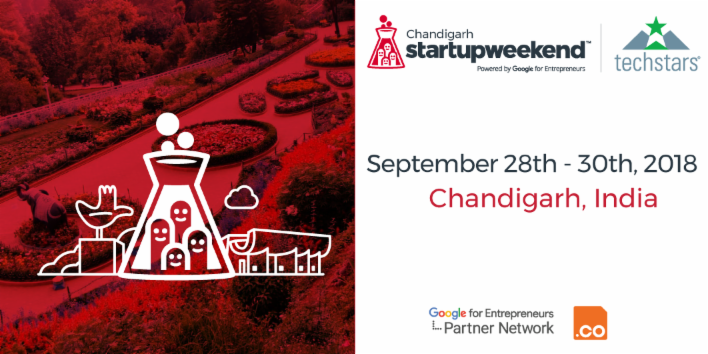 Chandigarh
startupweekend™
Powered by Google for Entrepreneurs
techstars
September 28th - 30th, 2018
Chandigarh, India
Google for Entrepreneurs
Partner Network
.co